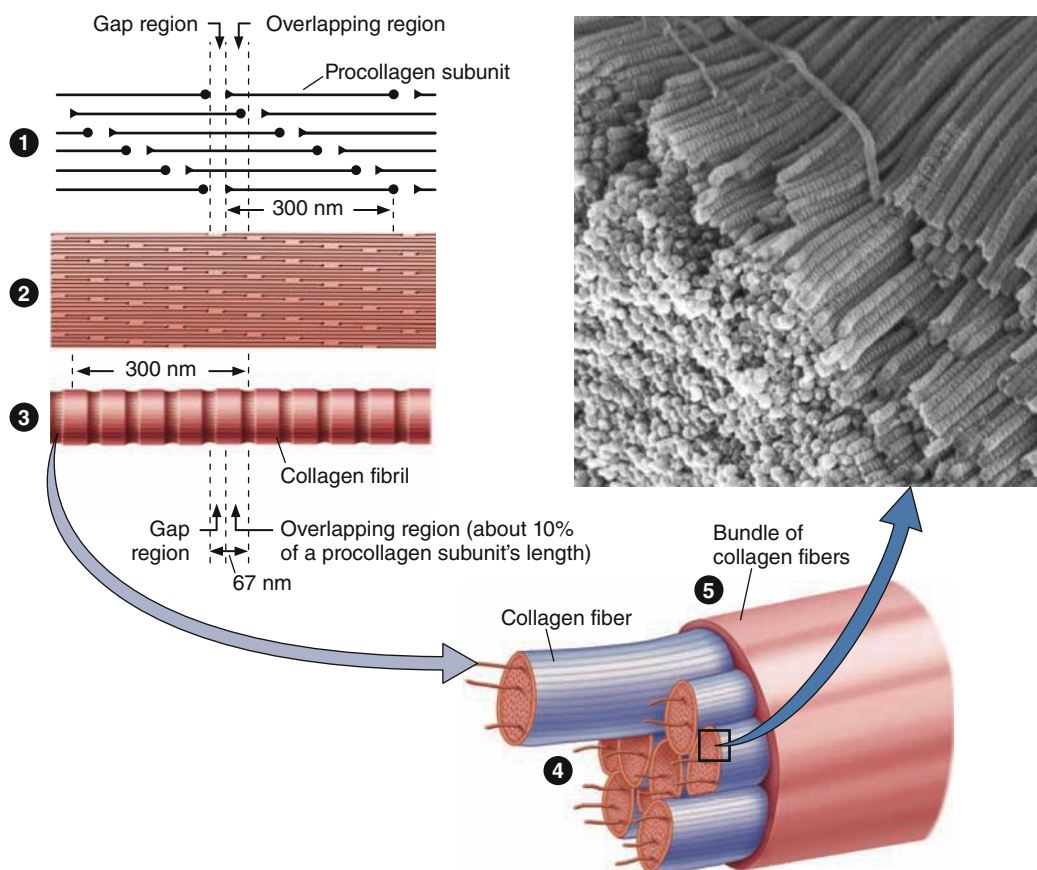 Gap region
Overlapping region
Procollagen subunit
1
300 nm
2
300 nm
3
Collagen fibril
Gap
region
Overlapping region (about 10%
of a procollagen subunit's length)
67 nm
Bundle of
collagen fibers
5
Collagen fiber
4